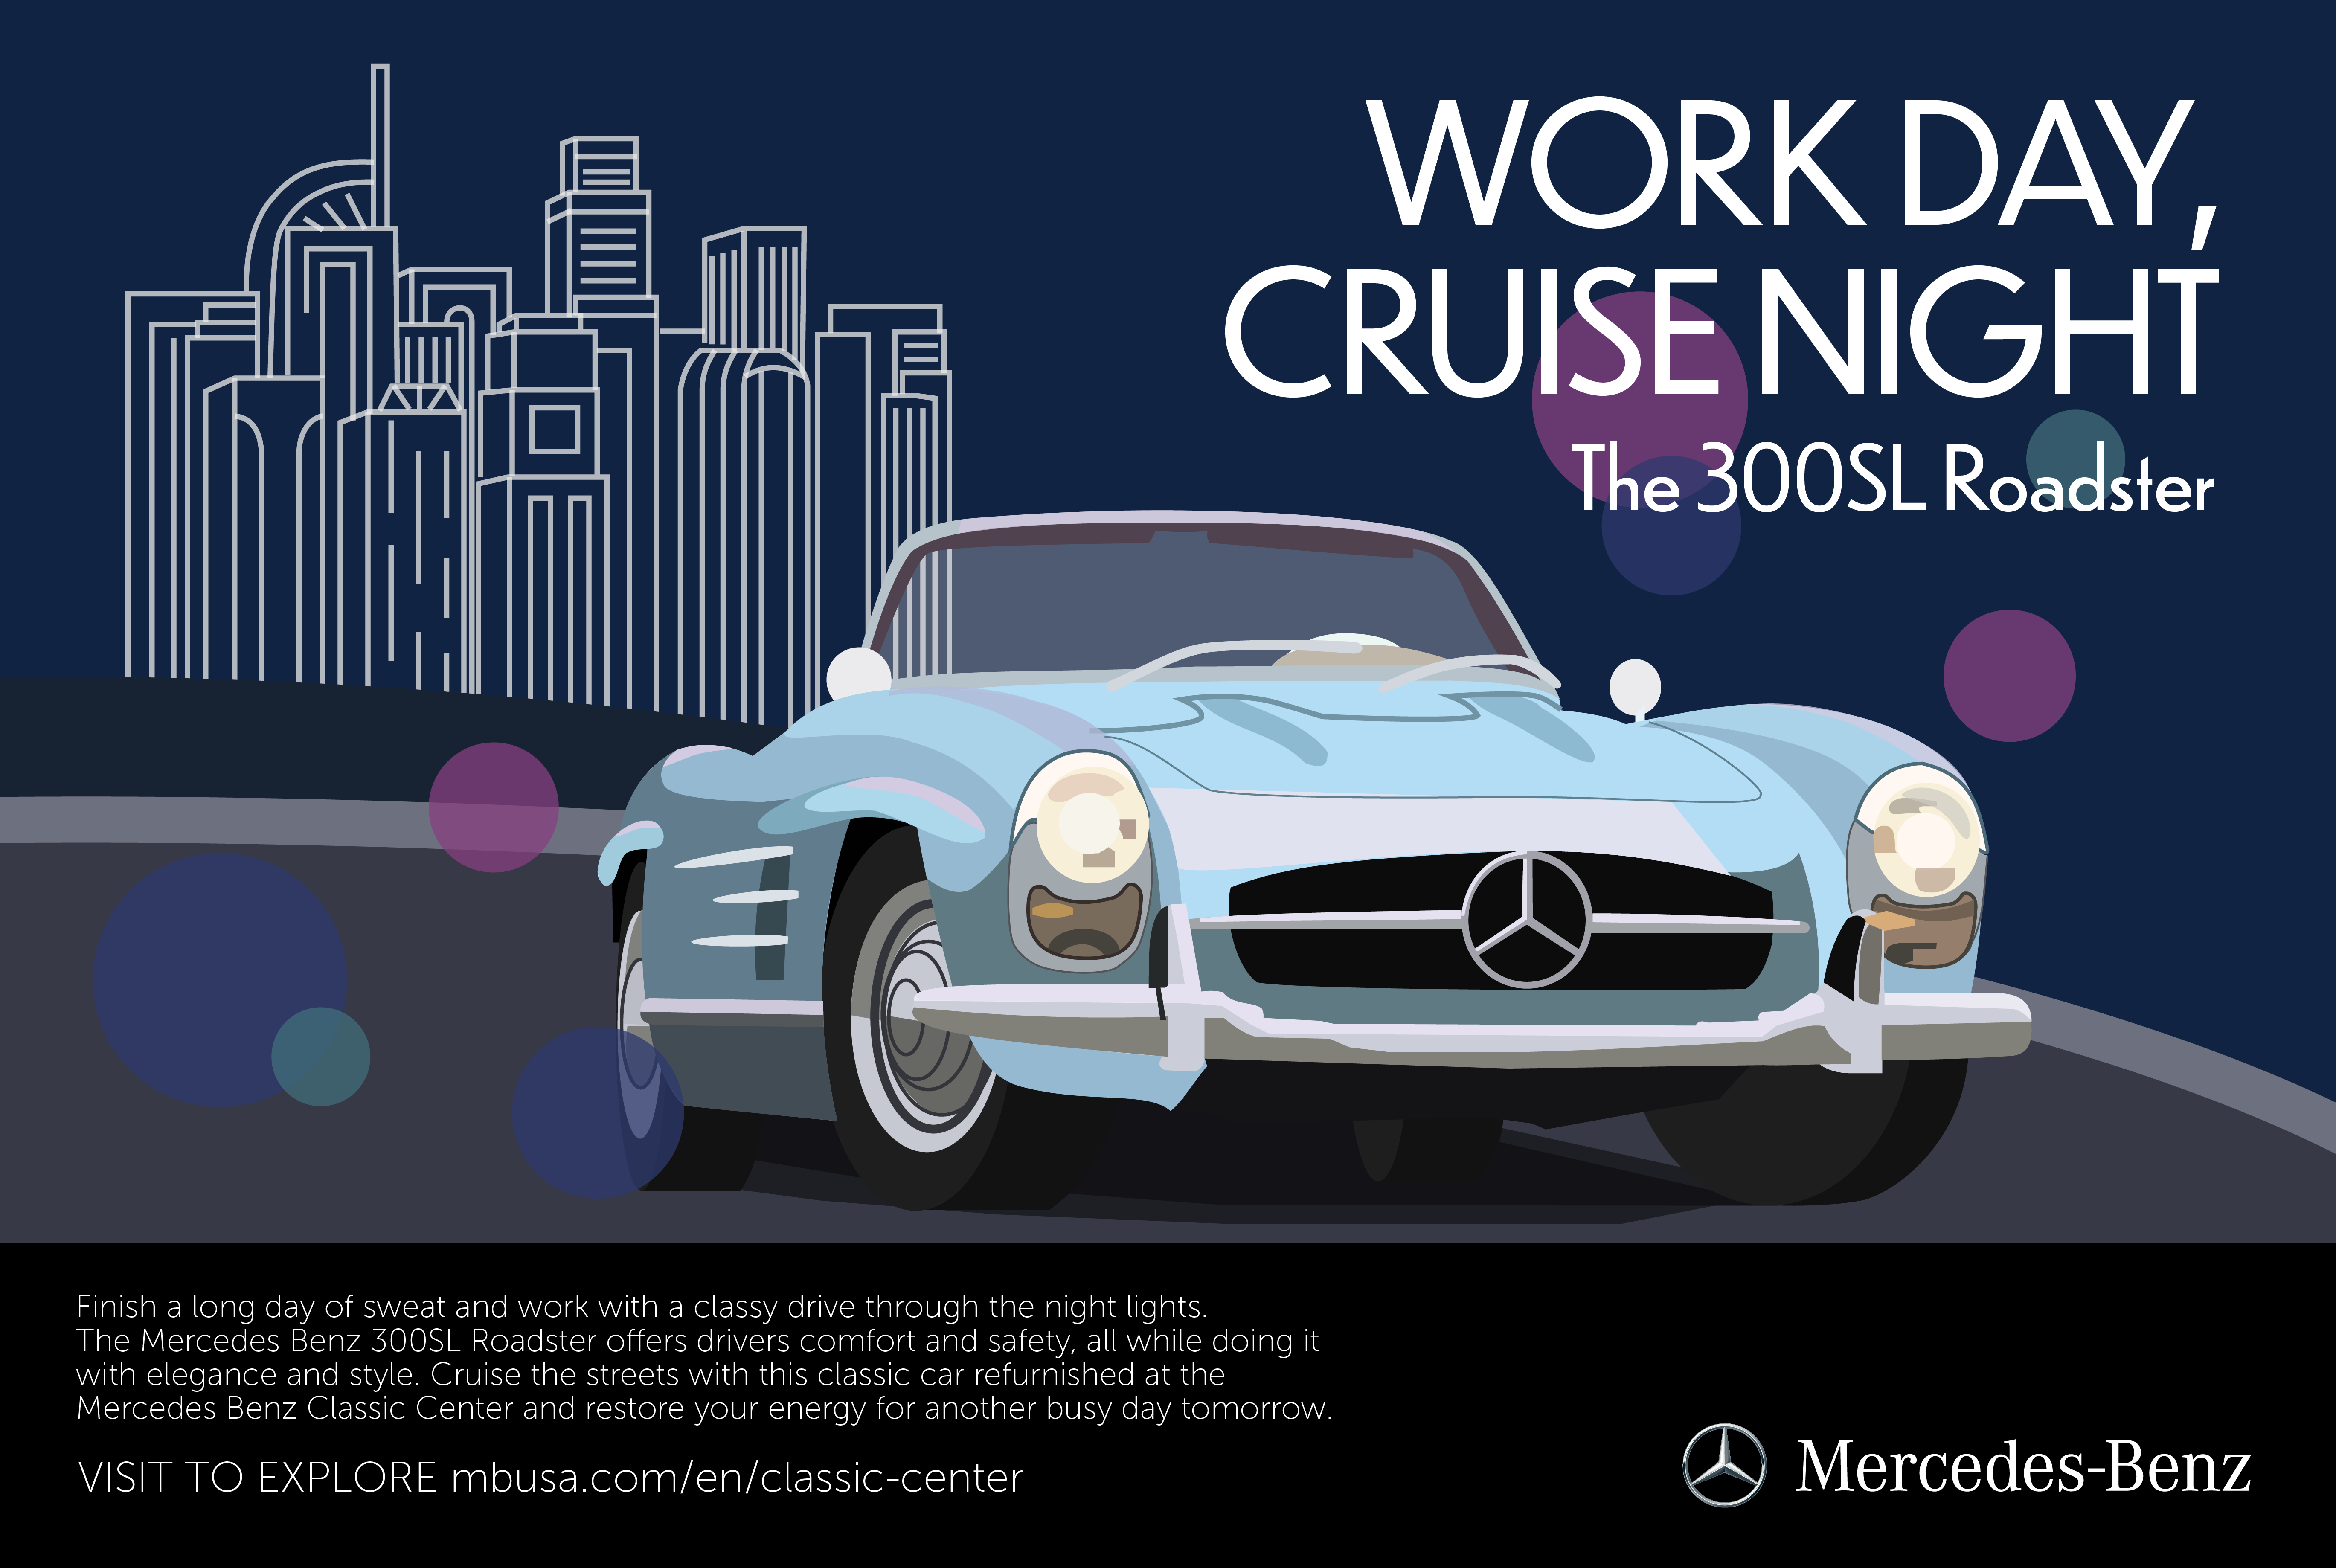 WORK DAY,
CRUISE NIGHT
The 300SL Roadster
Finish a long day of sweat and work with a classy drive through the night lights.
The Mercedes Benz 300SL Roadster offers drivers comfort and safety, all while doing it
with elegance and style. Cruise the streets with this classic car refurnished at the
Mercedes Benz Classic Center and restore your energy for another busy day tomorrow.
VISIT TO EXPLORE mbusa.com/en/classic-center
Mercedes-Benz